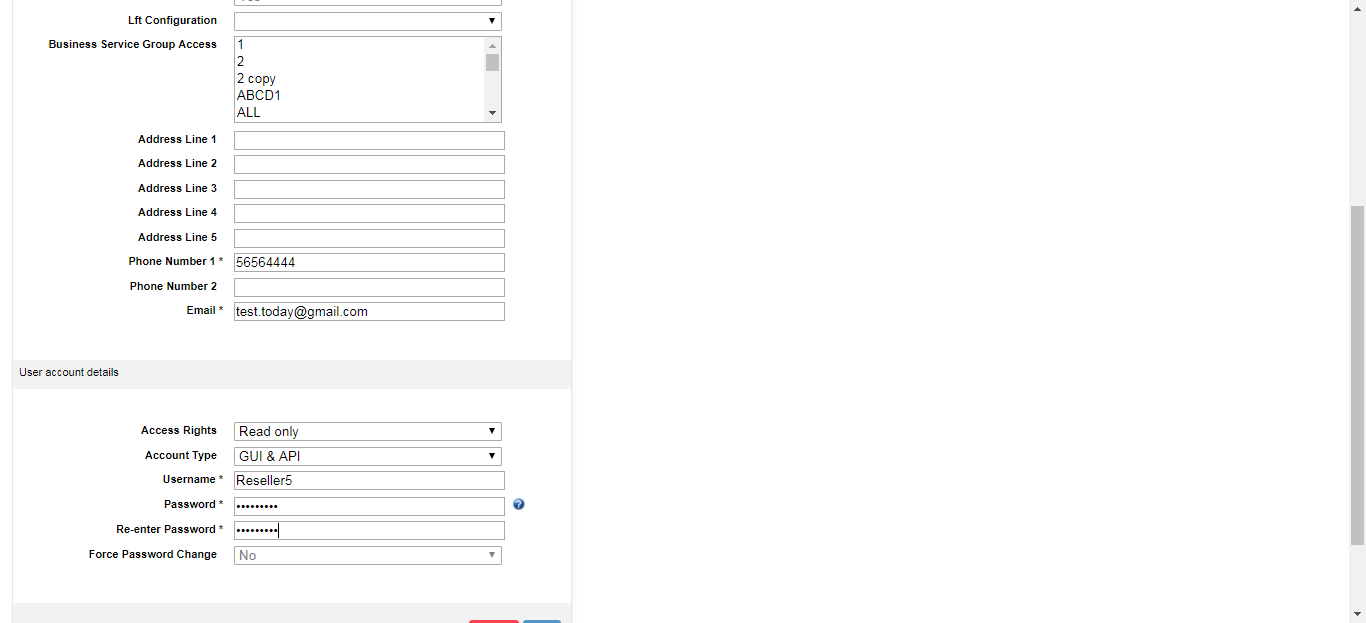 Lft Configuration
Business Service Group Access
1
2
2 copy
ABCD1
ALL
Address Line 1
Address Line 2
Address Line 3
Address Line 4
Address Line 5
Phone Number 1 * 56564444
Phone Number 2
Email * test.today@gmail.com
User account details
Access Rights Read only
Account Type GUI & API
Username * Reseller5
Password * •••••••••
Re-enter Password * •••••••••
Force Password Change No